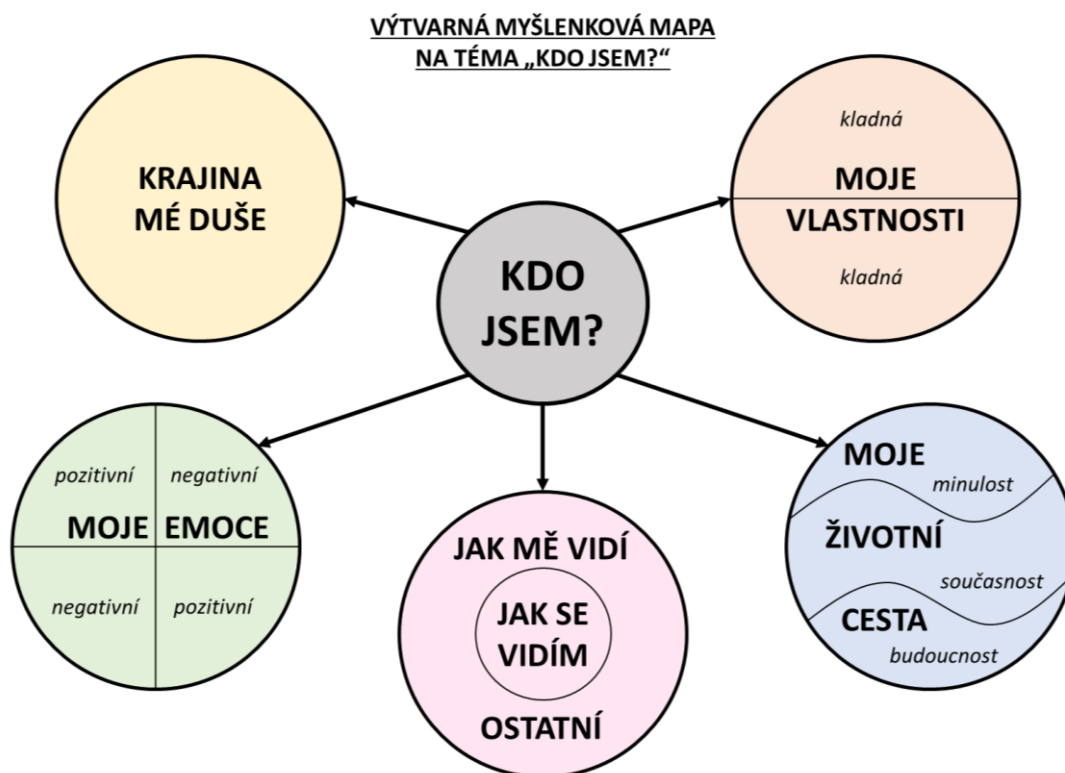 VÝTVARNÁ MYŠLENKOVÁ MAPA
NA TÉMA „KDO JSEM?“
KRAJINA
MÉ DUŠE
kladná
MOJE
VLASTNOSTI
kladná
KDO
JSEM?
pozitivní negativní
MOJE EMOCE
negativní pozitivní
JAK MĚ VIDÍ
JAK SE
VIDÍM
OSTATNÍ
MOJE
minulost
ŽIVOTNÍ
současnost
CESTA
budoucnost